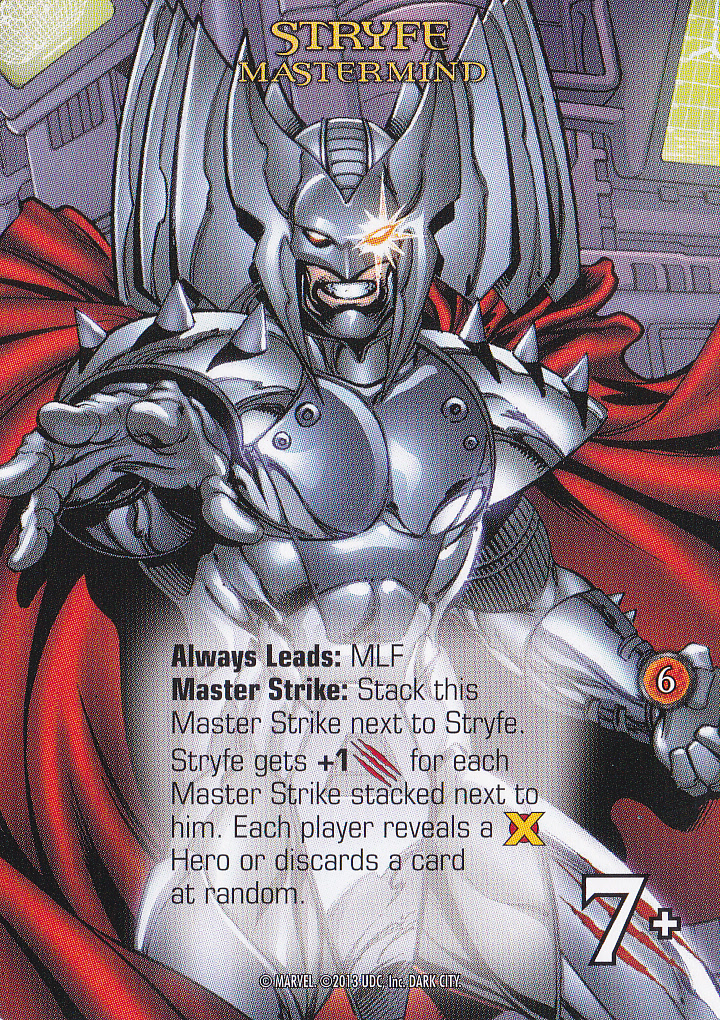 STRYFE
MASTERMIND
Always Leads: MLF
Master Strike: Stack this
Master Strike next to Stryfe.
Stryfe gets +1 for each
Master Strike stacked next to
him. Each player reveals a X
Hero or discards a card
at random.
6
7+
© MARVEL. ©2013 UDC, Inc. DARK CITY.